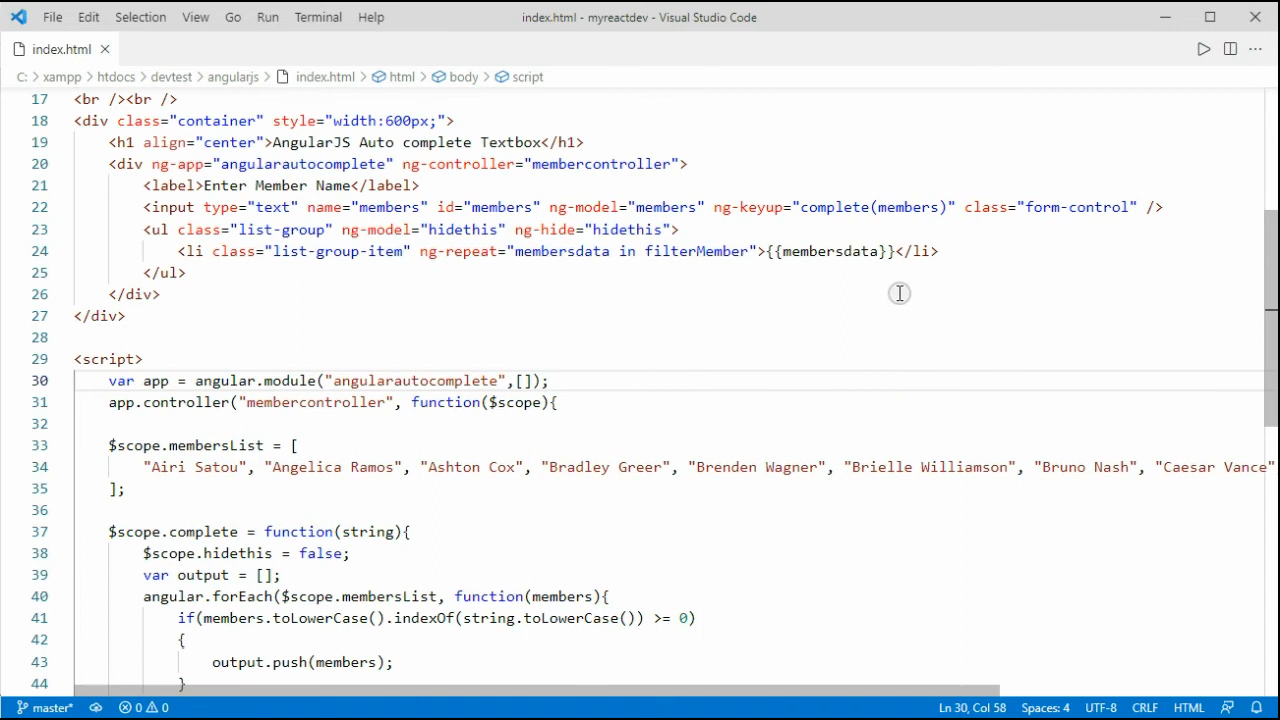 File Edit Selection View Go Run Terminal Help index.html - myreactdev - Visual Studio Code
index.html
C: > xampp > htdocs > devtest > angularjs > index.html > html > body > script
17 <br /><br />
18 <div class="container" style="width:600px;">
19 <h1 align="center">AngularJS Auto complete Textbox</h1>
20 <div ng-app="angularautocomplete" ng-controller="membercontroller">
21 <label>Enter Member Name</label>
22 <input type="text" name="members" id="members" ng-model="members" ng-keyup="complete(members)" class="form-control" />
23 <ul class="list-group" ng-model="hidethis" ng-hide="hidethis">
24 <li class="list-group-item" ng-repeat="membersdata in filterMember">{{membersdata}}</li>
25 </ul>
26 </div>
27 </div>
28
29 <script>
30 var app = angular.module("angularautocomplete",[]);
31 app.controller("membercontroller", function($scope){
32
33 $scope.membersList = [
34 "Airi Satou", "Angelica Ramos", "Ashton Cox", "Bradley Greer", "Brenden Wagner", "Brielle Williamson", "Bruno Nash", "Caesar Vance"
35 ];
36
37 $scope.complete = function(string){
38 $scope.hidethis = false;
39 var output = [];
40 angular.forEach($scope.membersList, function(members){
41 if(members.toLowerCase().indexOf(string.toLowerCase()) >= 0)
42 {
43 output.push(members);
44 }
master* 0 0 Ln 30, Col 58 Spaces: 4 UTF-8 CRLF HTML